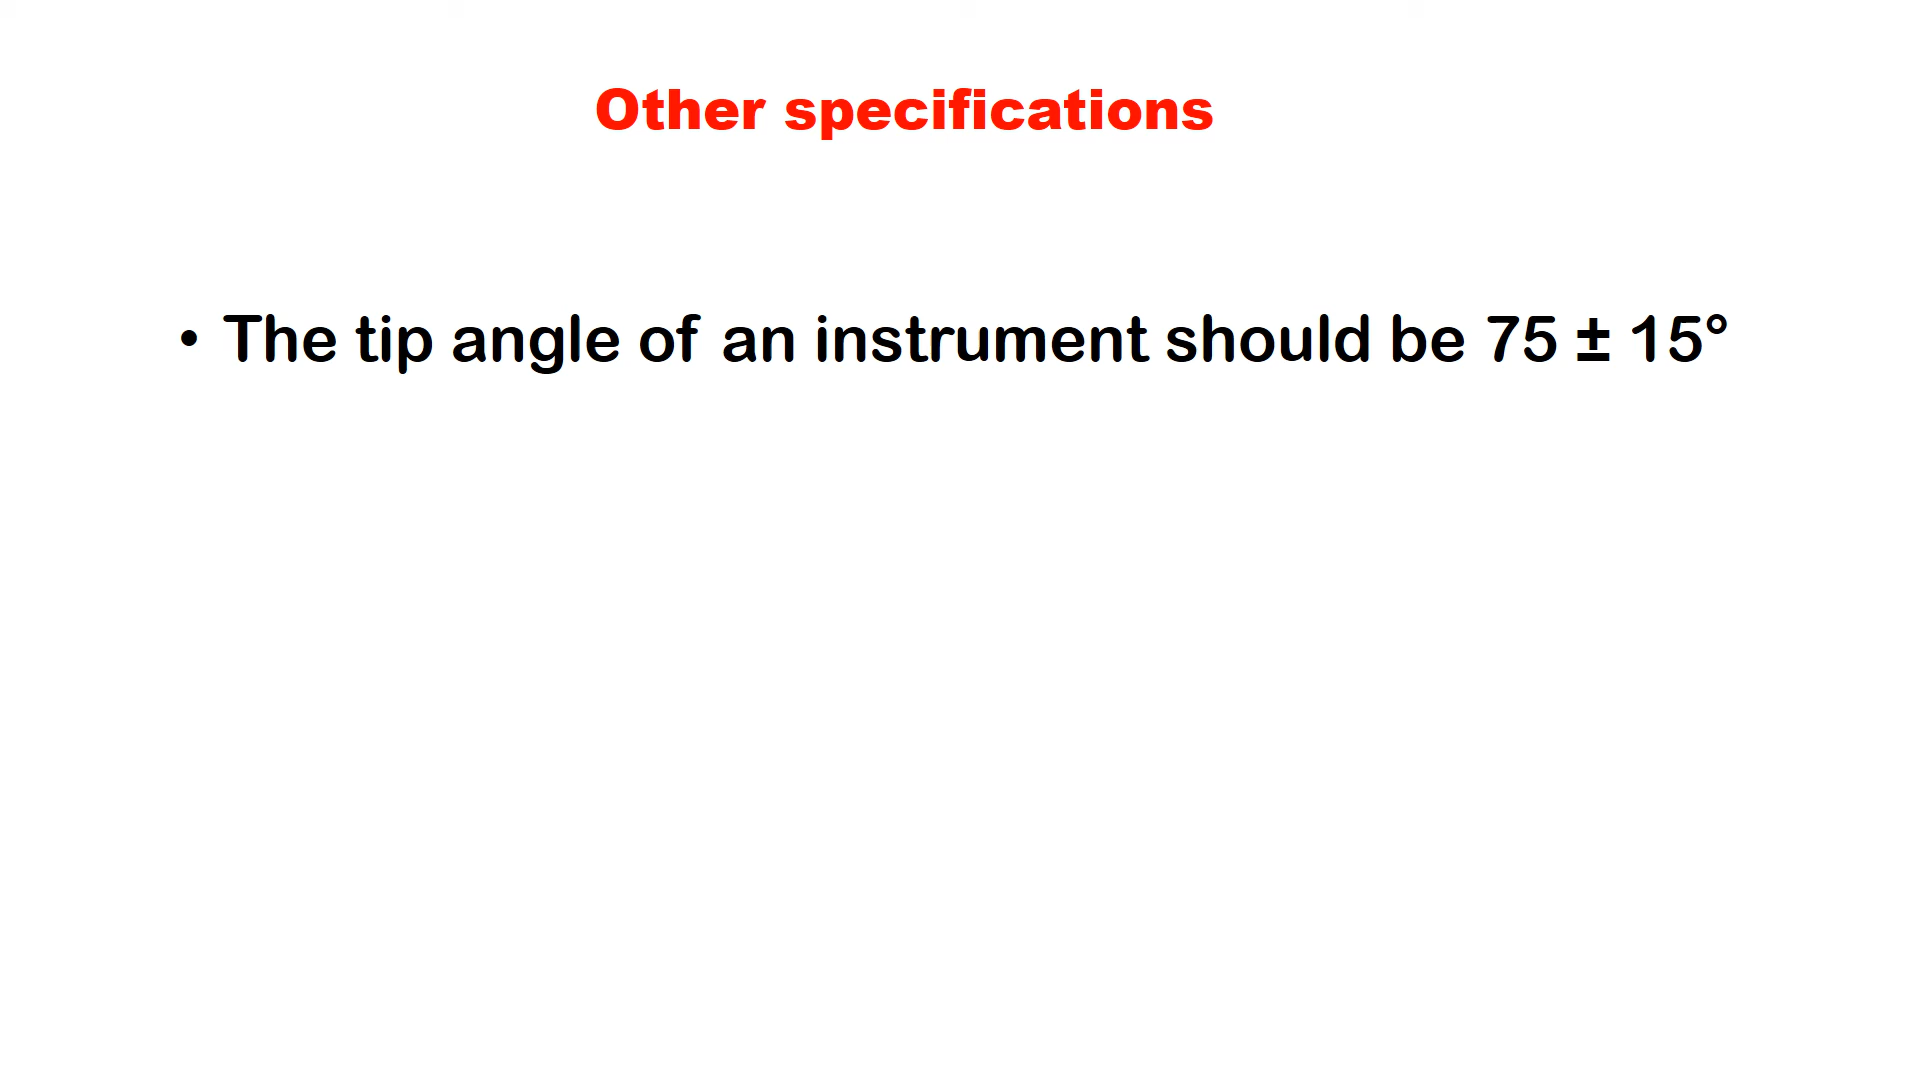 Other specifications
• The tip angle of an instrument should be 75 ± 15°